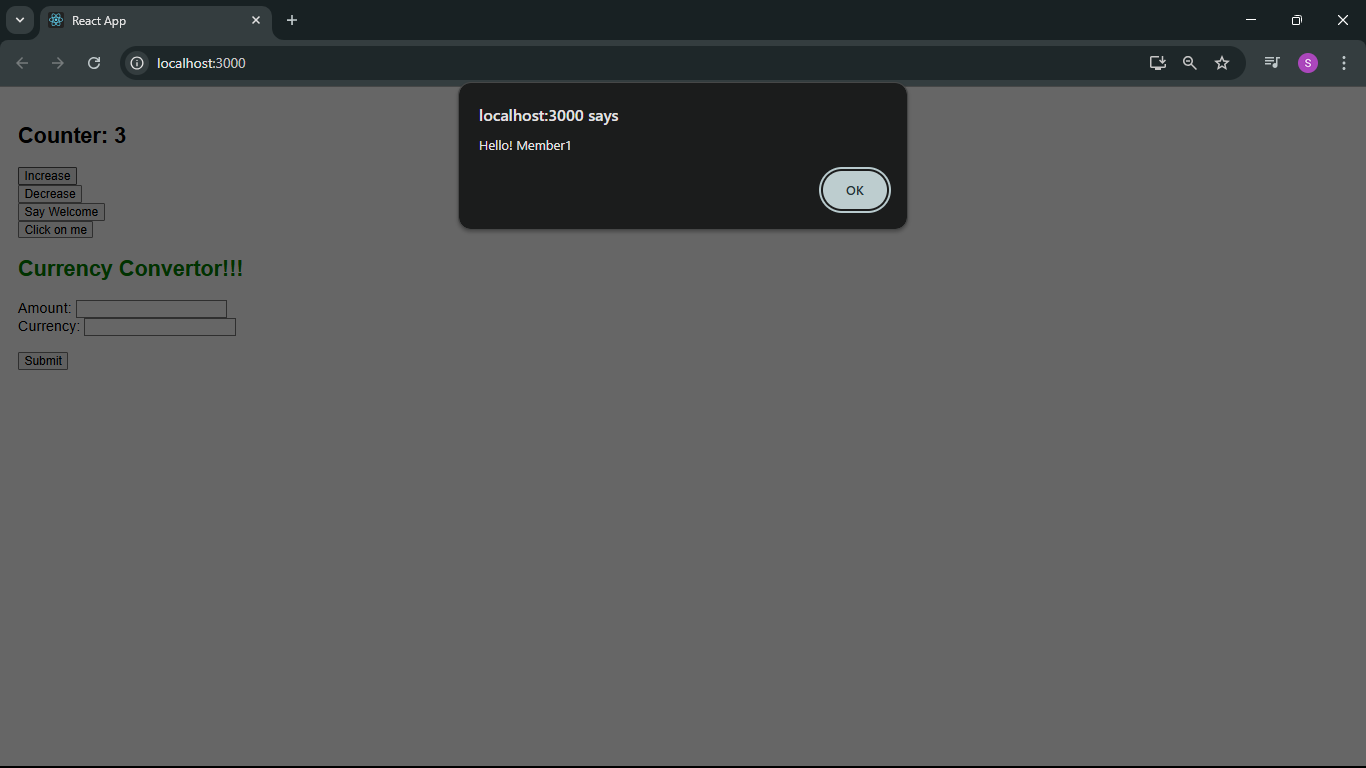 React App
localhost:3000
S
localhost:3000 says
Hello! Member1
OK
Counter: 3
Increase
Decrease
Say Welcome
Click on me
Currency Convertor!!!
Amount:
Currency:
Submit